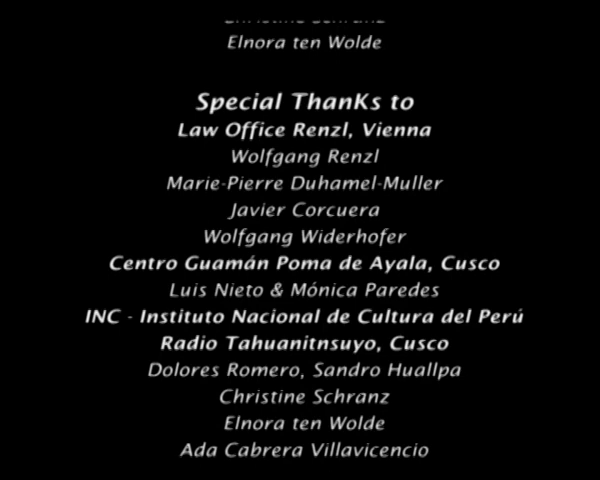 Elnora ten Wolde
Special ThanKs to
Law Office Renzl, Vienna
Wolfgang Renzl
Marie-Pierre Duhamel-Muller
Javier Corcuera
Wolfgang Widerhofer
Centro Guamán Poma de Ayala, Cusco
Luis Nieto & Mónica Paredes
INC - Instituto Nacional de Cultura del Perú
Radio Tahuanitnsuyo, Cusco
Dolores Romero, Sandro Huallpa
Christine Schranz
Elnora ten Wolde
Ada Cabrera Villavicencio